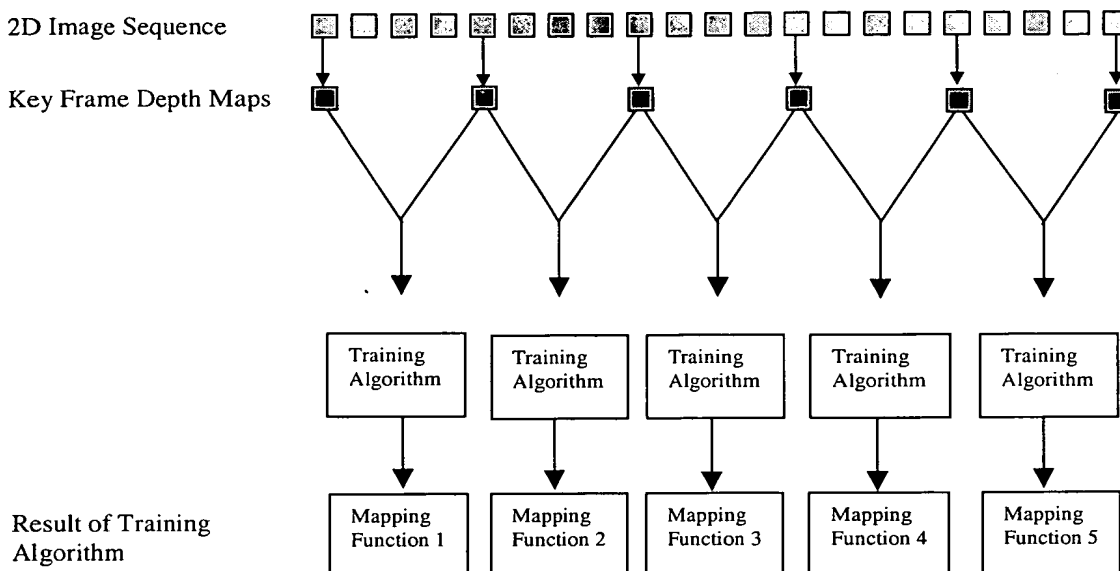 2D Image Sequence
Key Frame Depth Maps
Training
Algorithm
Training
Algorithm
Training
Algorithm
Training
Algorithm
Training
Algorithm
Result of Training
Algorithm
Mapping
Function 1
Mapping
Function 2
Mapping
Function 3
Mapping
Function 4
Mapping
Function 5